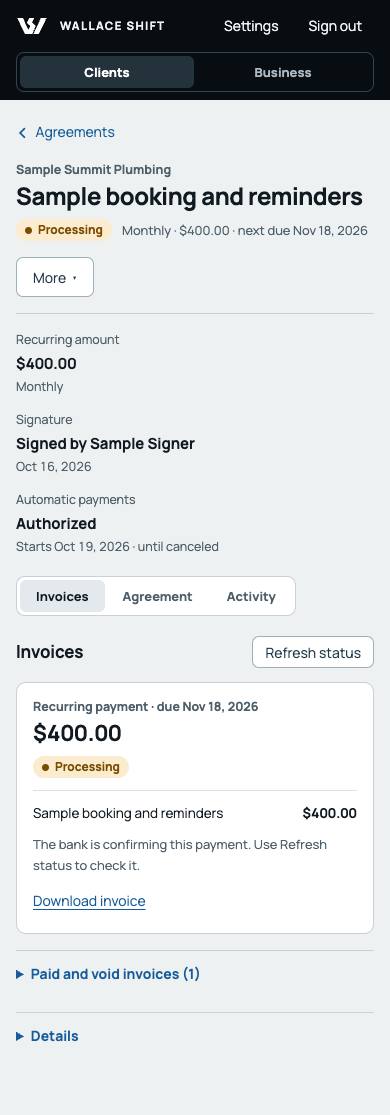 WALLACE SHIFT
Settings
Sign out
Clients
Business
Agreements
Sample Summit Plumbing
Sample booking and reminders
Processing
Monthly · $400.00 · next due Nov 18, 2026
More
Recurring amount
$400.00
Monthly
Signature
Signed by Sample Signer
Oct 16, 2026
Automatic payments
Authorized
Starts Oct 19, 2026 · until canceled
Invoices
Agreement
Activity
Invoices
Refresh status
Recurring payment · due Nov 18, 2026
$400.00
Processing
Sample booking and reminders
$400.00
The bank is confirming this payment. Use Refresh
status to check it.
Download invoice
Paid and void invoices (1)
Details